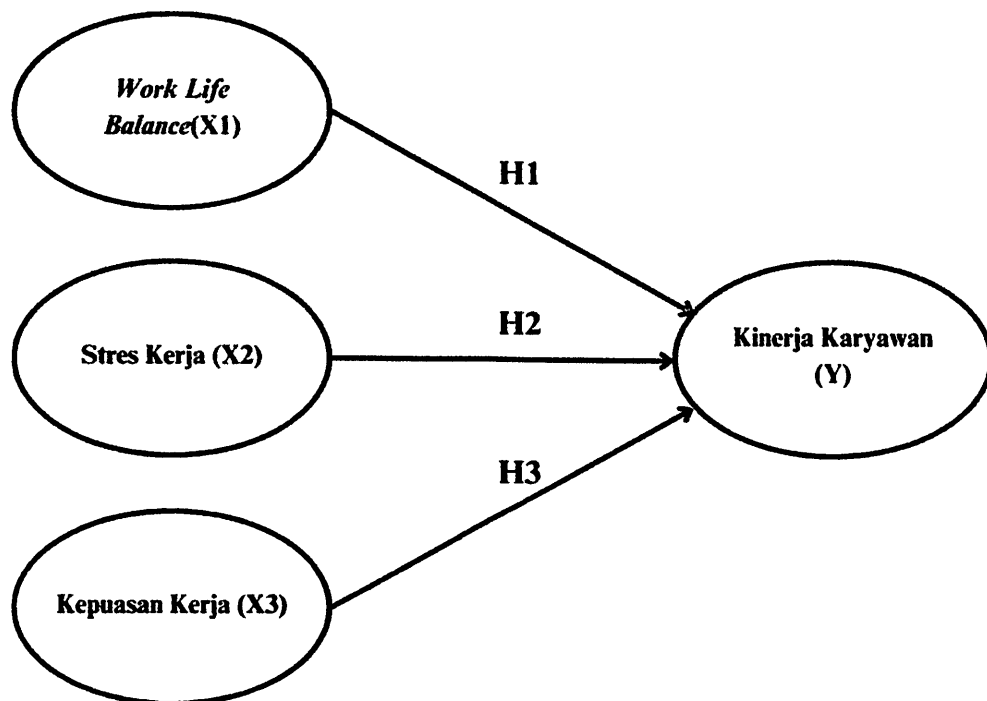 Work Life
Balance(X1)
H1
Stres Kerja (X2)
H2
Kinerja Karyawan
(Y)
H3
Kepuasan Kerja (X3)